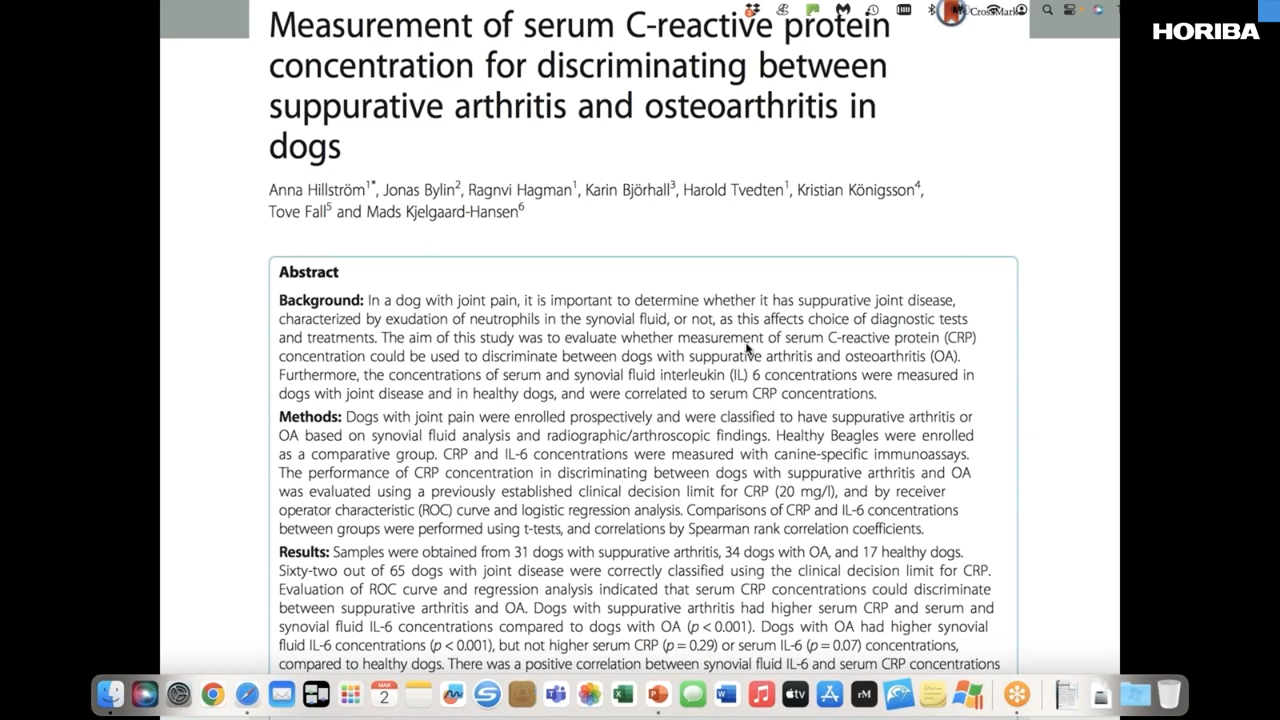 HORIBA
CrossMark
Measurement of serum C-reactive protein
concentration for discriminating between
suppurative arthritis and osteoarthritis in
dogs
Anna Hillström1*, Jonas Bylin2, Ragnvi Hagman1, Karin Björhall3, Harold Tvedten1, Kristian Königsson4,
Tove Fall5 and Mads Kjelgaard-Hansen6
Abstract
Background: In a dog with joint pain, it is important to determine whether it has suppurative joint disease,
characterized by exudation of neutrophils in the synovial fluid, or not, as this affects choice of diagnostic tests
and treatments. The aim of this study was to evaluate whether measurement of serum C-reactive protein (CRP)
concentration could be used to discriminate between dogs with suppurative arthritis and osteoarthritis (OA).
Furthermore, the concentrations of serum and synovial fluid interleukin (IL) 6 concentrations were measured in
dogs with joint disease and in healthy dogs, and were correlated to serum CRP concentrations.
Methods: Dogs with joint pain were enrolled prospectively and were classified to have suppurative arthritis or
OA based on synovial fluid analysis and radiographic/arthroscopic findings. Healthy Beagles were enrolled
as a comparative group. CRP and IL-6 concentrations were measured with canine-specific immunoassays.
The performance of CRP concentration in discriminating between dogs with suppurative arthritis and OA
was evaluated using a previously established clinical decision limit for CRP (20 mg/l), and by receiver
operator characteristic (ROC) curve and logistic regression analysis. Comparisons of CRP and IL-6 concentrations
between groups were performed using t-tests, and correlations by Spearman rank correlation coefficients.
Results: Samples were obtained from 31 dogs with suppurative arthritis, 34 dogs with OA, and 17 healthy dogs.
Sixty-two out of 65 dogs with joint disease were correctly classified using the clinical decision limit for CRP.
Evaluation of ROC curve and regression analysis indicated that serum CRP concentrations could discriminate
between suppurative arthritis and OA. Dogs with suppurative arthritis had higher serum CRP and serum and
synovial fluid IL-6 concentrations compared to dogs with OA (p < 0.001). Dogs with OA had higher synovial
fluid IL-6 concentrations (p < 0.001), but not higher serum CRP (p = 0.29) or serum IL-6 (p = 0.07) concentrations,
compared to healthy dogs. There was a positive correlation between synovial fluid IL-6 and serum CRP concentrations
MAR
2
tv
rM